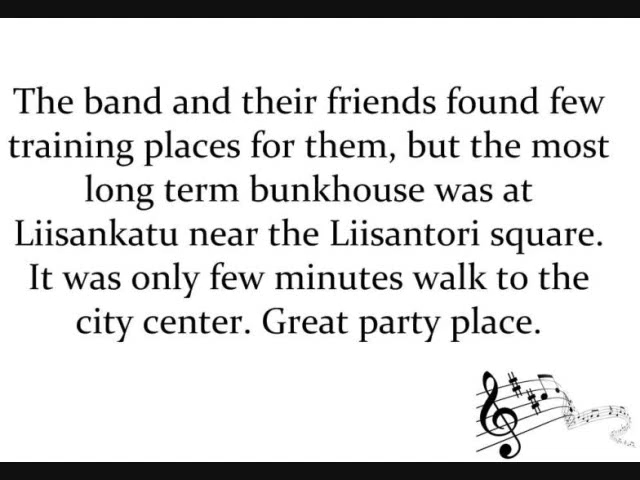 The band and their friends found few
training places for them, but the most
long term bunkhouse was at
Liisankatu near the Liisantori square.
It was only few minutes walk to the
city center. Great party place.